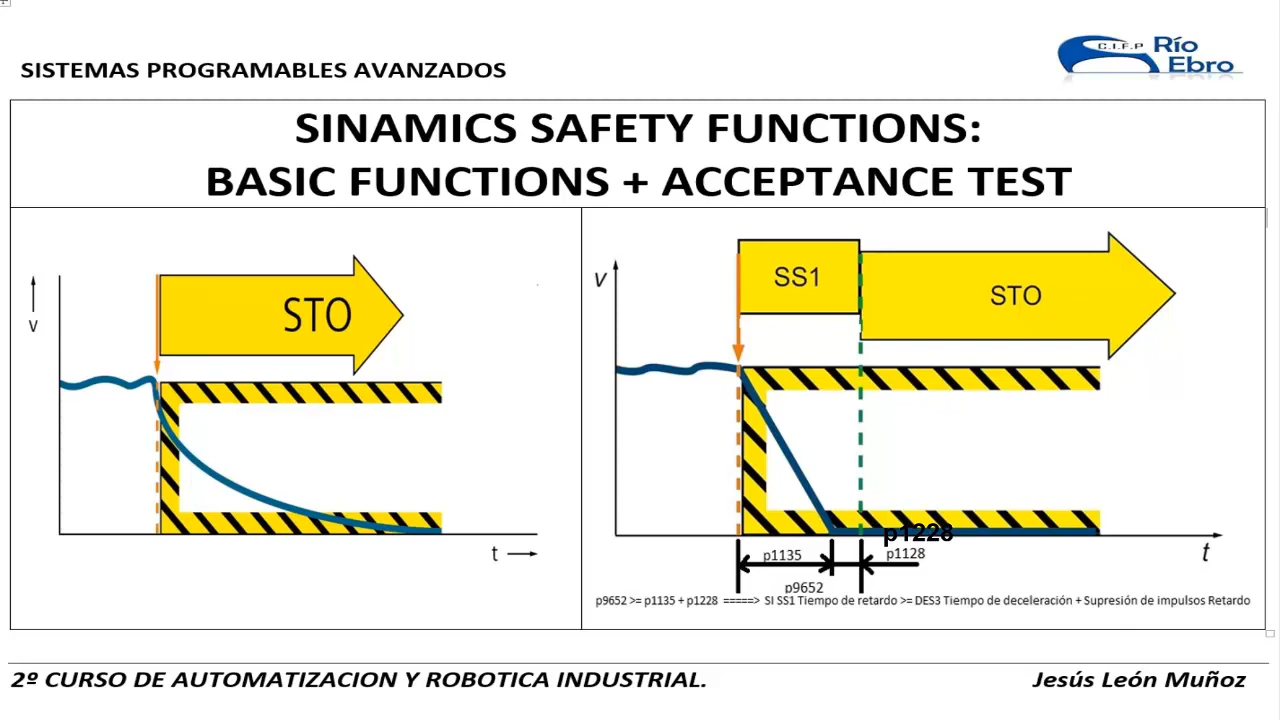 SISTEMAS PROGRAMABLES AVANZADOS
C.I.F.P Río
Ebro
SINAMICS SAFETY FUNCTIONS:
BASIC FUNCTIONS + ACCEPTANCE TEST
STO
v
t
SS1
STO
v
t
p1228
p1135
p1128
p9652
p9652 >= p1135 + p1228 =====> SI SS1 Tiempo de retardo >= DES3 Tiempo de deceleración + Supresión de impulsos Retardo
2º CURSO DE AUTOMATIZACION Y ROBOTICA INDUSTRIAL.
Jesús León Muñoz